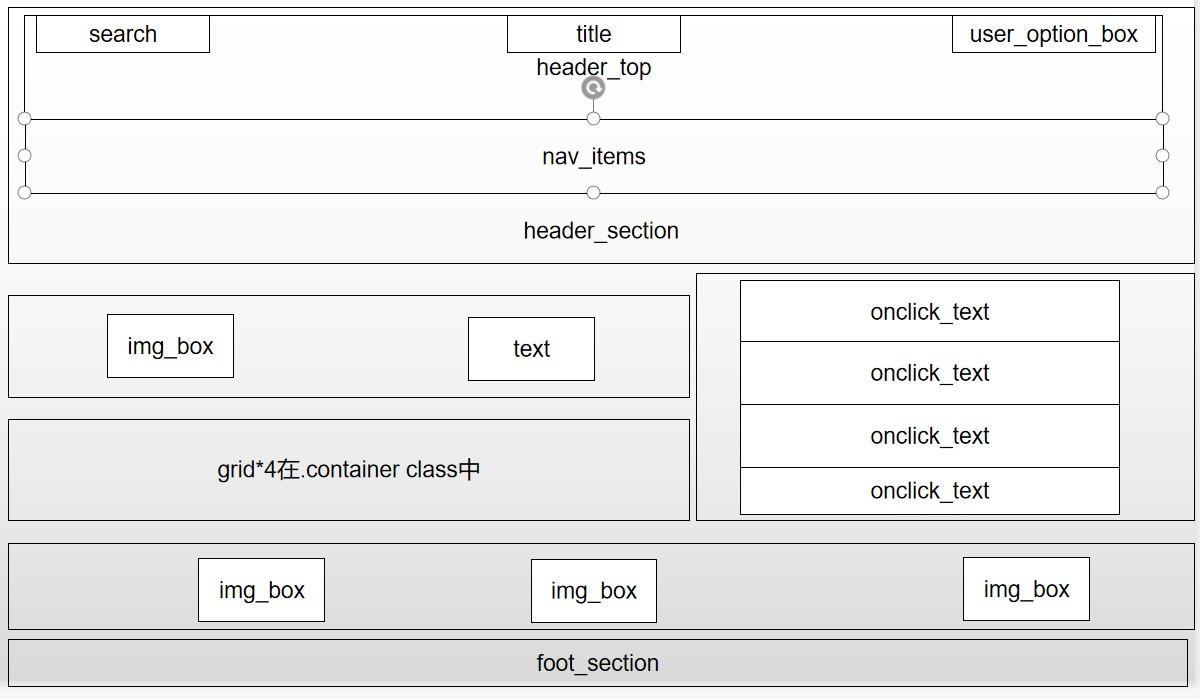 search
title
user_option_box
header_top
nav_items
header_section
img_box
text
grid*4在.container class中
onclick_text
onclick_text
onclick_text
onclick_text
img_box
img_box
img_box
foot_section